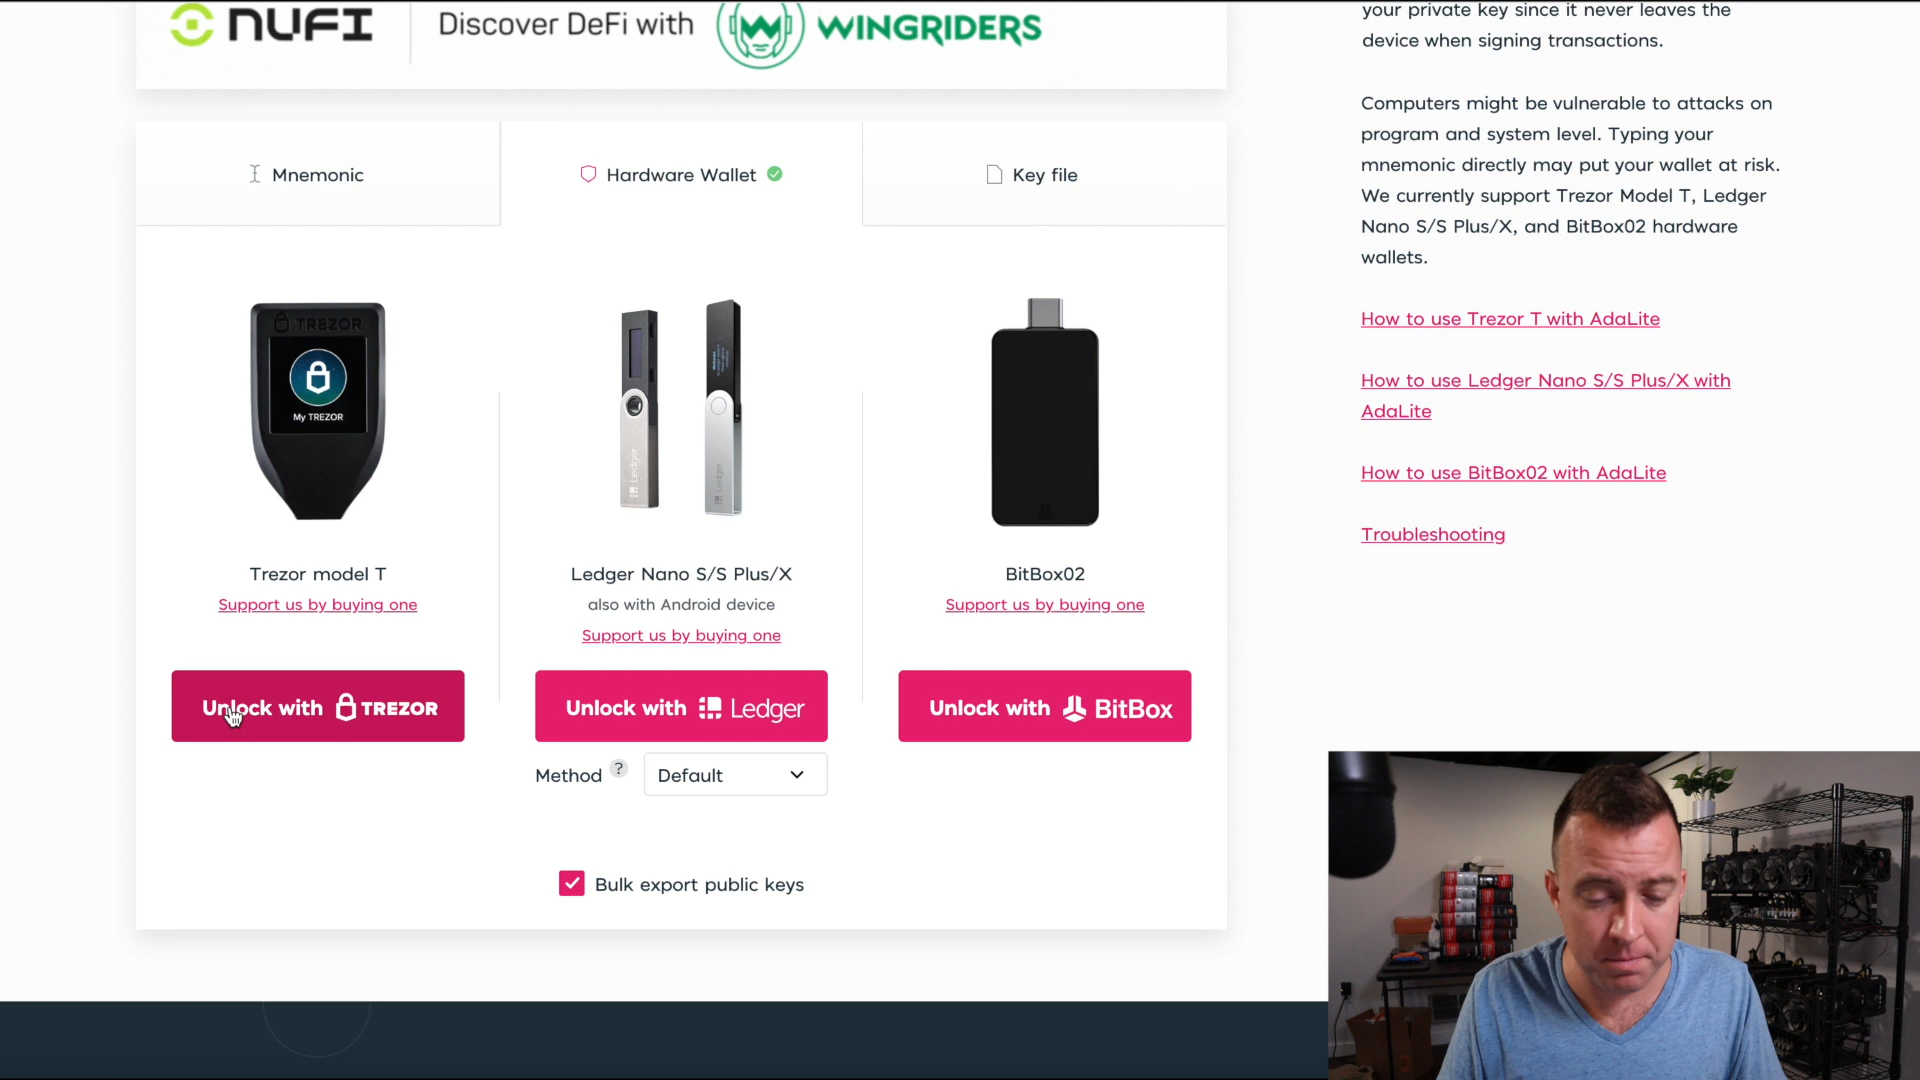 NUFI
Discover DeFi with
WINGRIDERS
Mnemonic
Hardware Wallet
Key file
TREZOR
My TREZOR
Ledger
Ledger
Trezor model T
Support us by buying one
Ledger Nano S/S Plus/X
also with Android device
Support us by buying one
BitBox02
Support us by buying one
Unlock with TREZOR
Unlock with Ledger
Unlock with BitBox
Method ?
Default
Bulk export public keys
your private key since it never leaves the
device when signing transactions.
Computers might be vulnerable to attacks on
program and system level. Typing your
mnemonic directly may put your wallet at risk.
We currently support Trezor Model T, Ledger
Nano S/S Plus/X, and BitBox02 hardware
wallets.
How to use Trezor T with AdaLite
How to use Ledger Nano S/S Plus/X with
AdaLite
How to use BitBox02 with AdaLite
Troubleshooting